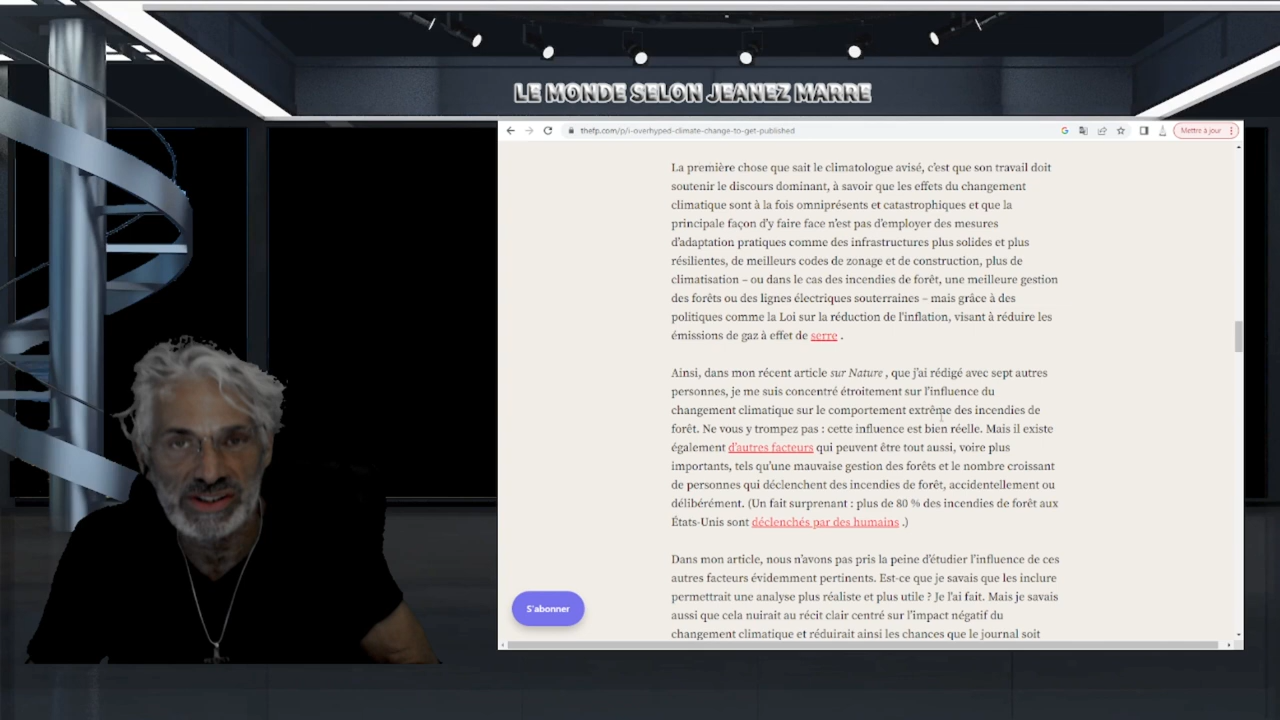 LE MONDE SELON JEANEZ MARRE
thefp.com/p/i-overhyped-climate-change-to-get-published
Mettre à jour
La première chose que sait le climatologue avisé, c'est que son travail doit
soutenir le discours dominant, à savoir que les effets du changement
climatique sont à la fois omniprésents et catastrophiques et que la
principale façon d'y faire face n'est pas d'employer des mesures
d'adaptation pratiques comme des infrastructures plus solides et plus
résilientes, de meilleurs codes de zonage et de construction, plus de
climatisation – ou dans le cas des incendies de forêt, une meilleure gestion
des forêts ou des lignes électriques souterraines – mais grâce à des
politiques comme la Loi sur la réduction de l'inflation, visant à réduire les
émissions de gaz à effet de serre .
Ainsi, dans mon récent article sur Nature , que j'ai rédigé avec sept autres
personnes, je me suis concentré étroitement sur l'influence du
changement climatique sur le comportement extrême des incendies de
forêt. Ne vous y trompez pas : cette influence est bien réelle. Mais il existe
également d'autres facteurs qui peuvent être tout aussi, voire plus
importants, tels qu'une mauvaise gestion des forêts et le nombre croissant
de personnes qui déclenchent des incendies de forêt, accidentellement ou
délibérément. (Un fait surprenant : plus de 80 % des incendies de forêt aux
États-Unis sont déclenchés par des humains .)
Dans mon article, nous n'avons pas pris la peine d'étudier l'influence de ces
autres facteurs évidemment pertinents. Est-ce que je savais que les inclure
permettrait une analyse plus réaliste et plus utile ? Je l'ai fait. Mais je savais
aussi que cela nuirait au récit clair centré sur l'impact négatif du
changement climatique et réduirait ainsi les chances que le journal soit
S'abonner